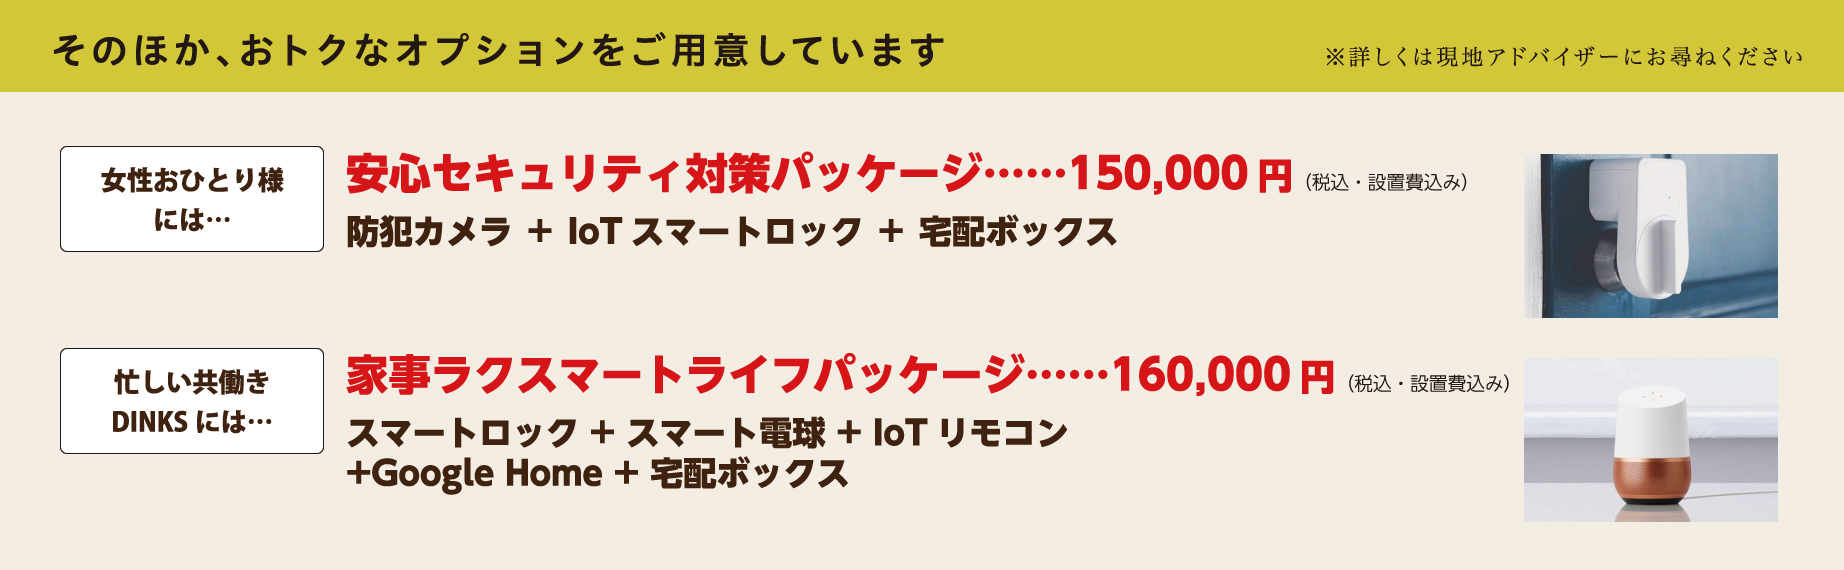 そのほか、おトクなオプションをご用意しています
※詳しくは現地アドバイザーにお尋ねください
女性おひとり様
には…
安心セキュリティ対策パッケージ……150,000 円 (税込・設置費込み)
防犯カメラ + IoT スマートロック + 宅配ボックス
忙しい共働き
DINKS には…
家事ラクスマートライフパッケージ……160,000 円 (税込・設置費込み)
スマートロック + スマート電球 + IoT リモコン
+Google Home + 宅配ボックス